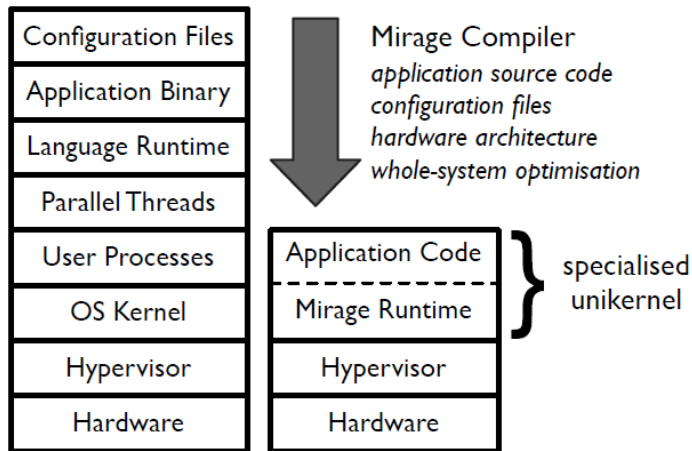 Configuration Files
Application Binary
Language Runtime
Parallel Threads
User Processes
OS Kernel
Hypervisor
Hardware
Mirage Compiler
application source code
configuration files
hardware architecture
whole-system optimisation
Application Code
Mirage Runtime
Hypervisor
Hardware
specialised
unikernel